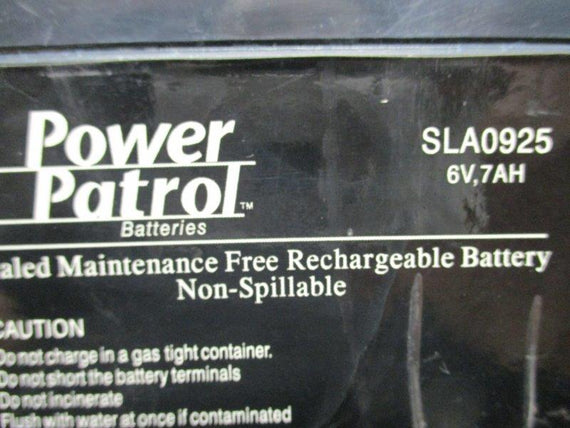 Power
Patrol™
Batteries
SLA0925
6V,7AH
aled Maintenance Free Rechargeable Battery
Non-Spillable
CAUTION
Do not charge in a gas tight container.
Do not short the battery terminals
Do not incinerate
Flush with water at once if contaminated